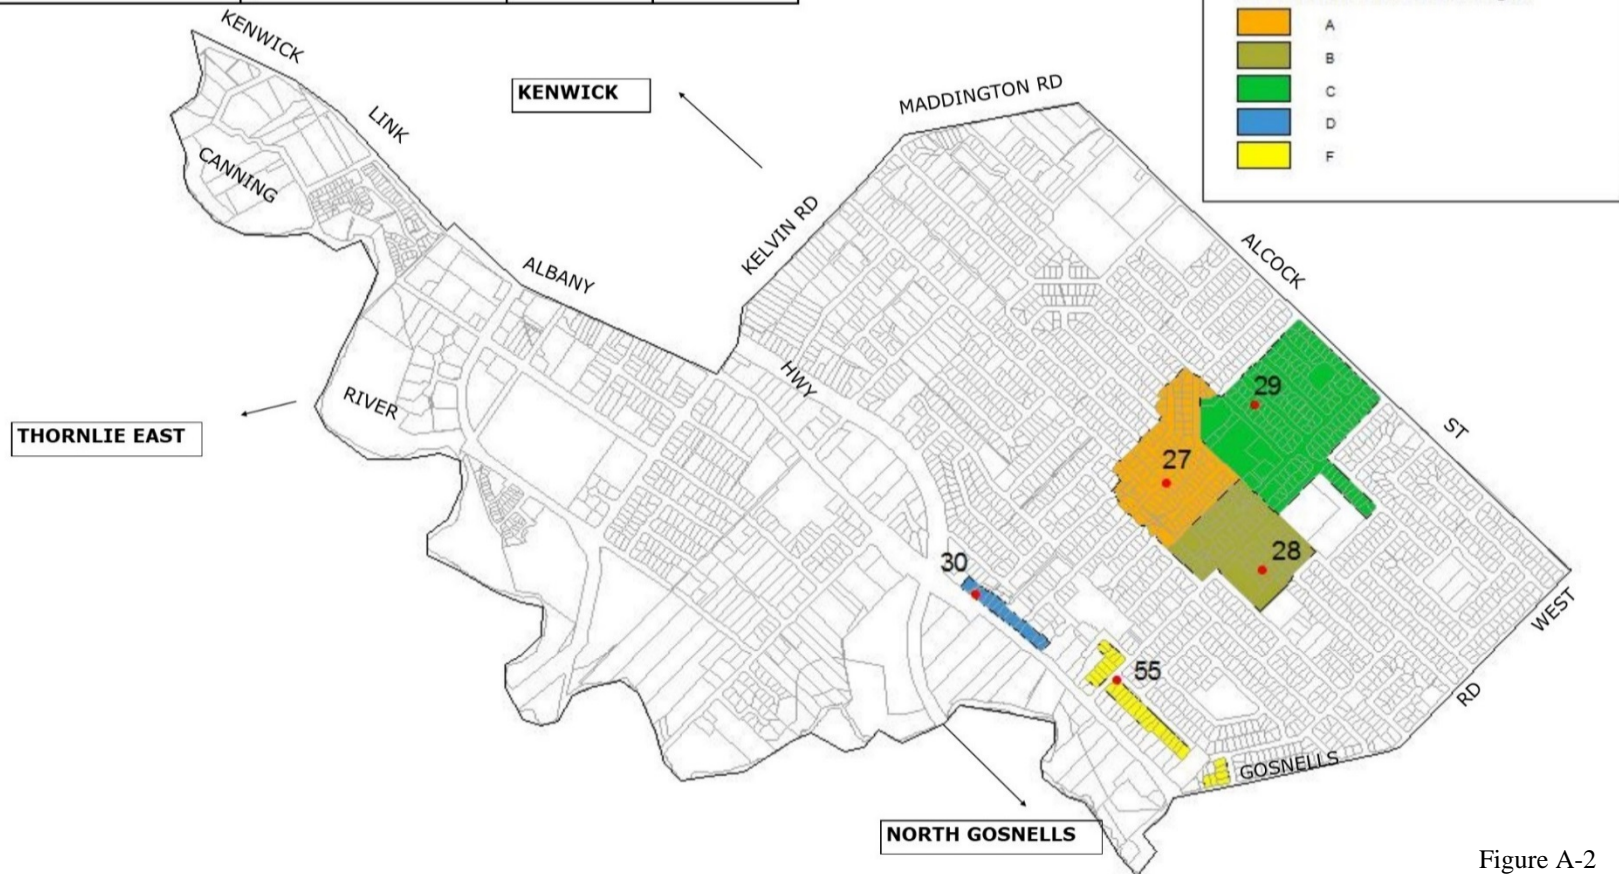 KENWICK
LINK
CANNING
KENWICK
MADDINGTON RD
A
B
C
D
F
KELVIN RD
ALBANY
ALCOCK
HWY
RIVER
THORNLIE EAST
29
ST
27
28
30
55
WEST
RD
GOSNELLS
NORTH GOSNELLS
Figure A-2